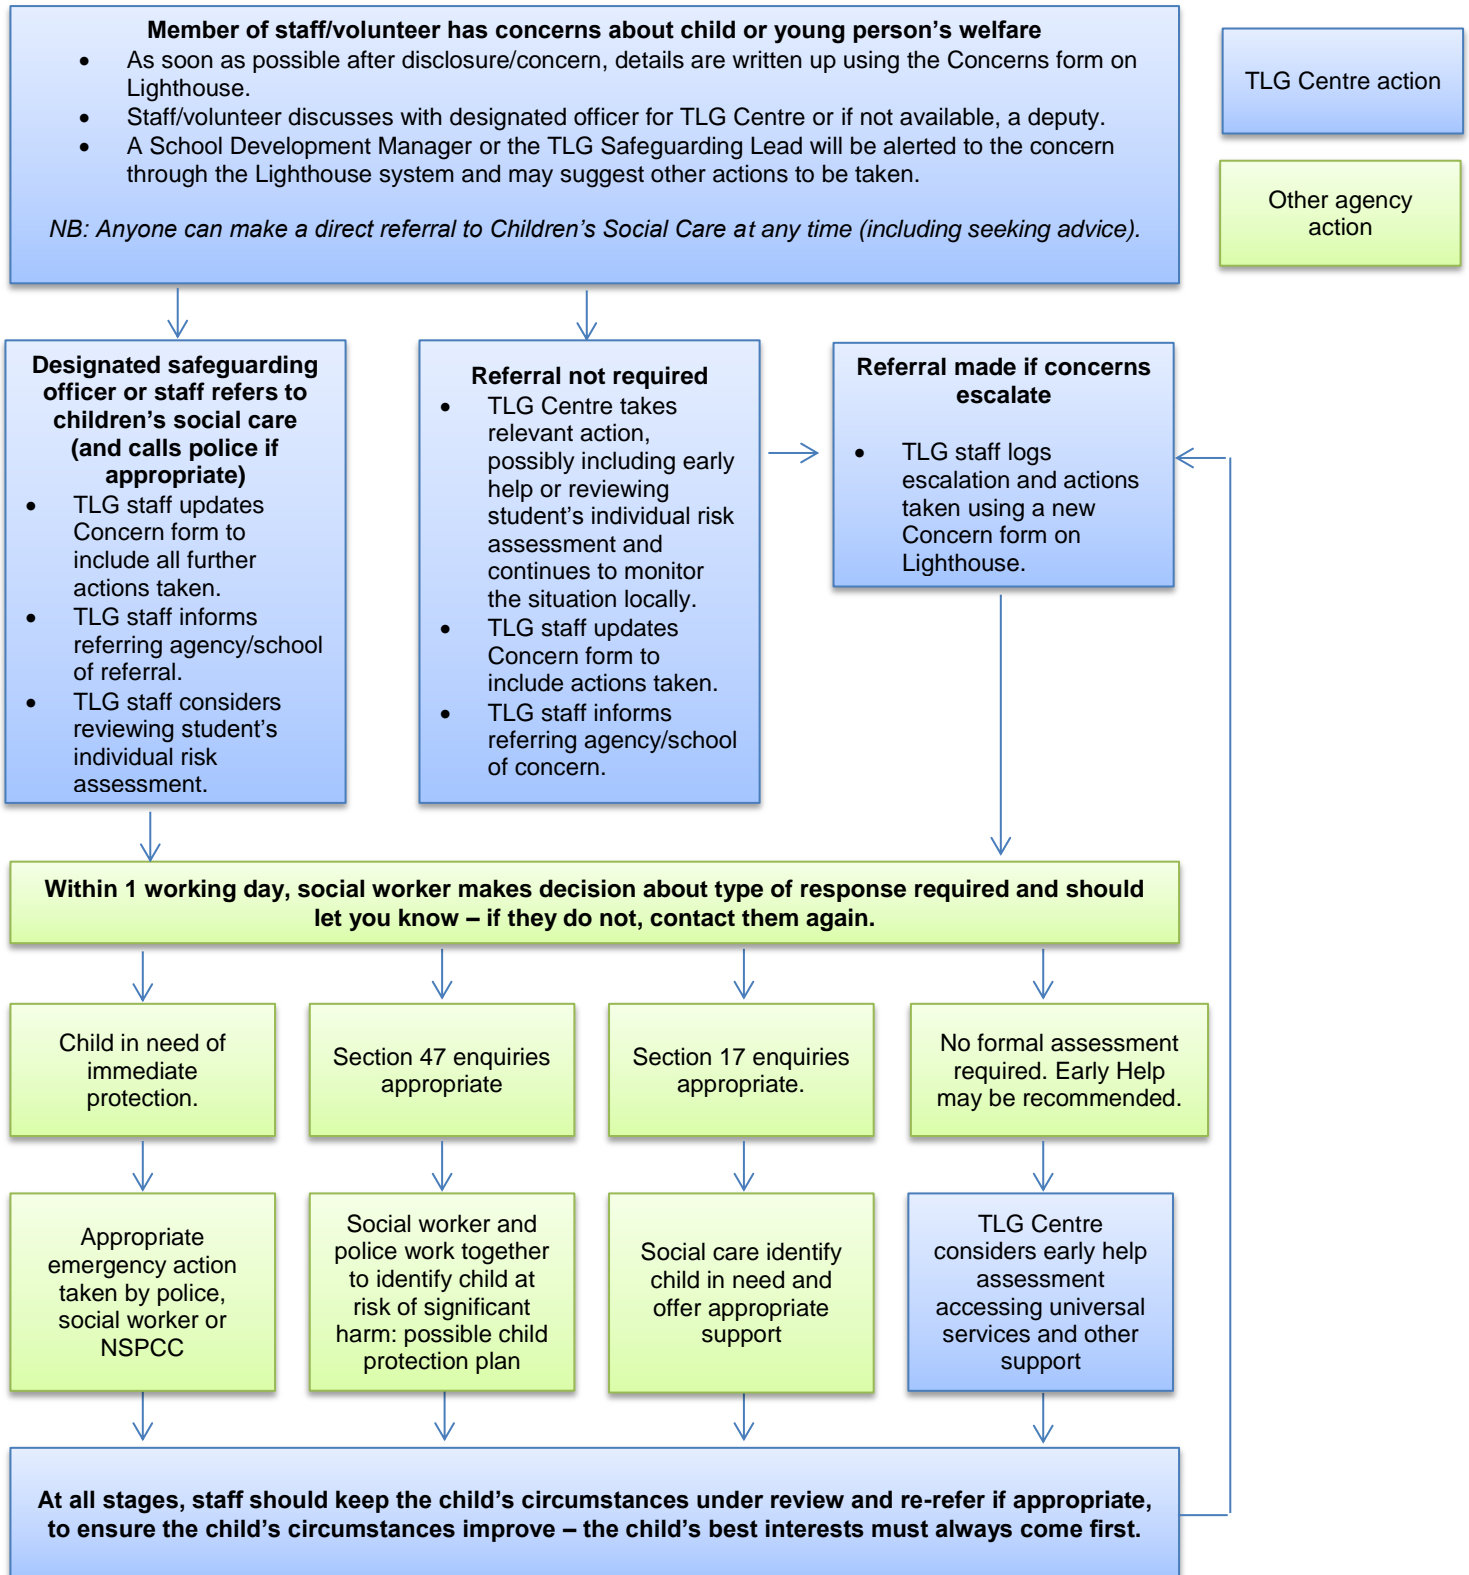 Member of staff/volunteer has concerns about child or young person’s welfare
• As soon as possible after disclosure/concern, details are written up using the Concerns form on
Lighthouse.
• Staff/volunteer discusses with designated officer for TLG Centre or if not available, a deputy.
• A School Development Manager or the TLG Safeguarding Lead will be alerted to the concern
through the Lighthouse system and may suggest other actions to be taken.
NB: Anyone can make a direct referral to Children’s Social Care at any time (including seeking advice).
TLG Centre action
Other agency
action
Designated safeguarding
officer or staff refers to
children’s social care
(and calls police if
appropriate)
• TLG staff updates
Concern form to
include all further
actions taken.
• TLG staff informs
referring agency/school
of referral.
• TLG staff considers
reviewing student’s
individual risk
assessment.
Referral not required
• TLG Centre takes
relevant action,
possibly including early
help or reviewing
student’s individual risk
assessment and
continues to monitor
the situation locally.
• TLG staff updates
Concern form to
include actions taken.
• TLG staff informs
referring agency/school
of concern.
Referral made if concerns
escalate
• TLG staff logs
escalation and actions
taken using a new
Concern form on
Lighthouse.
Within 1 working day, social worker makes decision about type of response required and should
let you know – if they do not, contact them again.
Child in need of
immediate
protection.
Section 47 enquiries
appropriate
Section 17 enquiries
appropriate.
No formal assessment
required. Early Help
may be recommended.
Appropriate
emergency action
taken by police,
social worker or
NSPCC
Social worker and
police work together
to identify child at
risk of significant
harm: possible child
protection plan
Social care identify
child in need and
offer appropriate
support
TLG Centre
considers early help
assessment
accessing universal
services and other
support
At all stages, staff should keep the child’s circumstances under review and re-refer if appropriate,
to ensure the child’s circumstances improve – the child’s best interests must always come first.